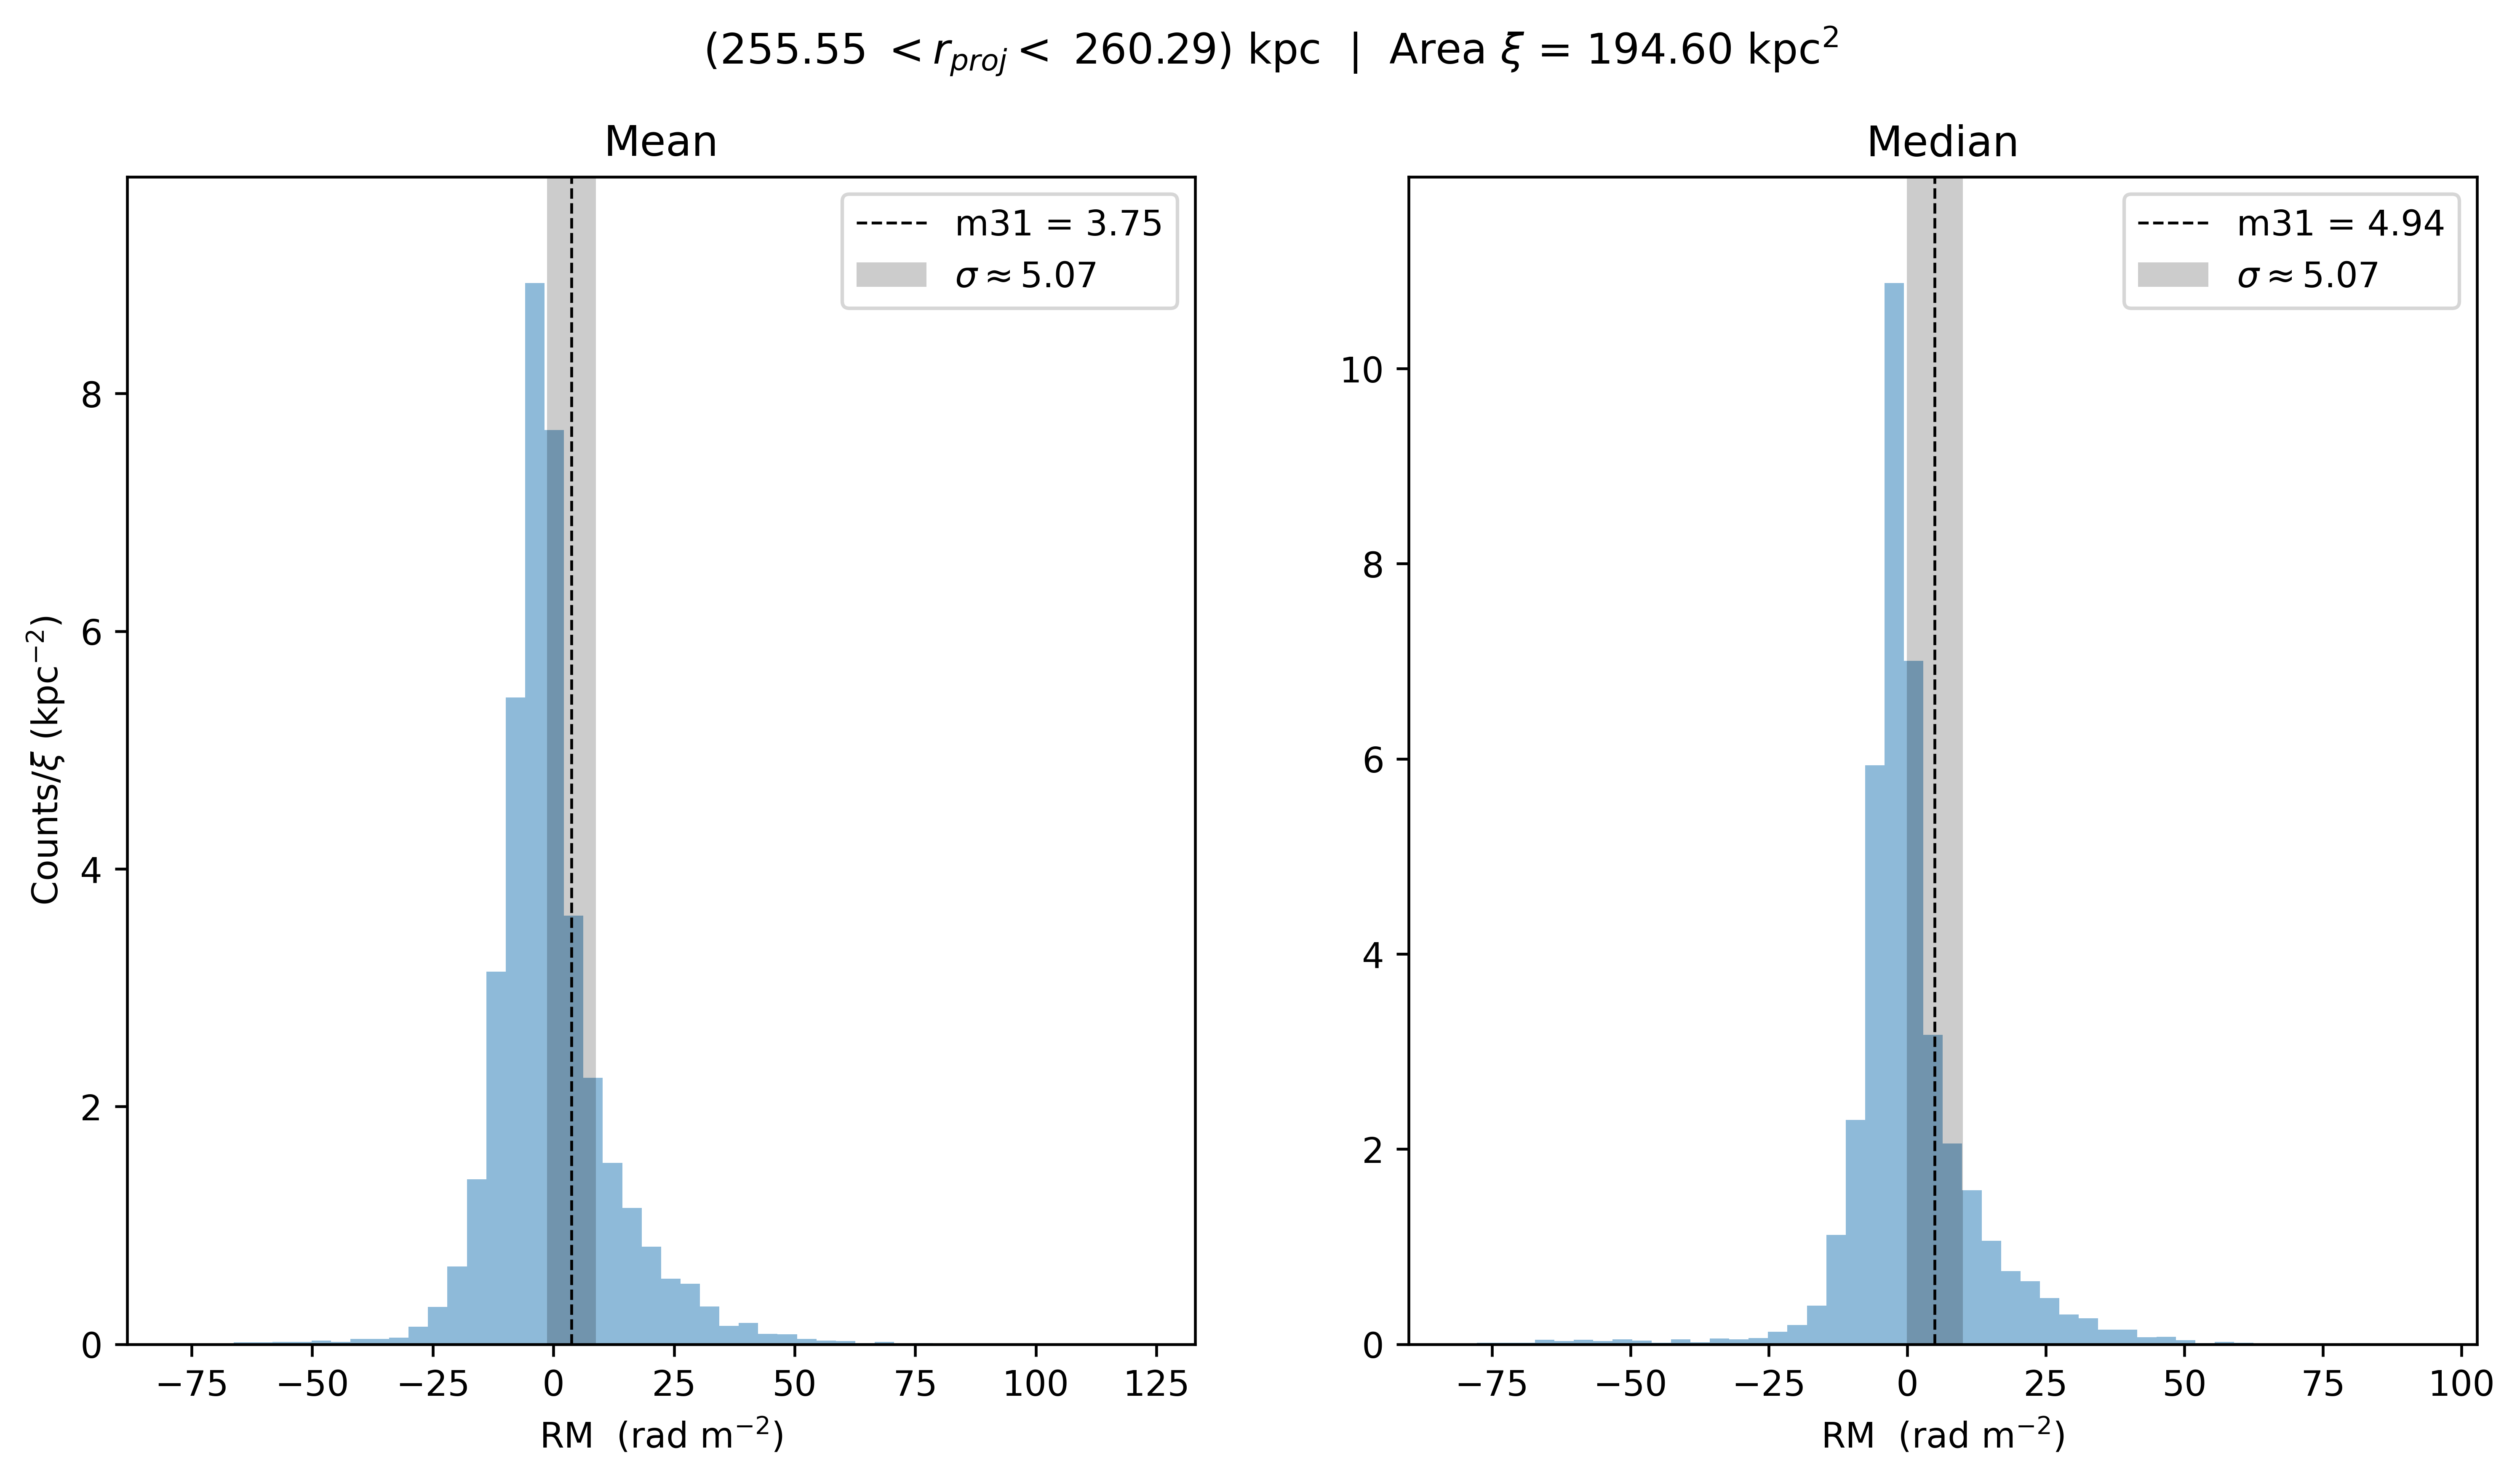 (255.55 < r_proj < 260.29) kpc | Area ξ = 194.60 kpc²
Mean
m31 = 3.75
σ ≈ 5.07
Counts/ξ (kpc⁻²)
8
6
4
2
0
−75 −50 −25 0 25 50 75 100 125
RM (rad m⁻²)
Median
m31 = 4.94
σ ≈ 5.07
10
8
6
4
2
0
−75 −50 −25 0 25 50 75 100
RM (rad m⁻²)